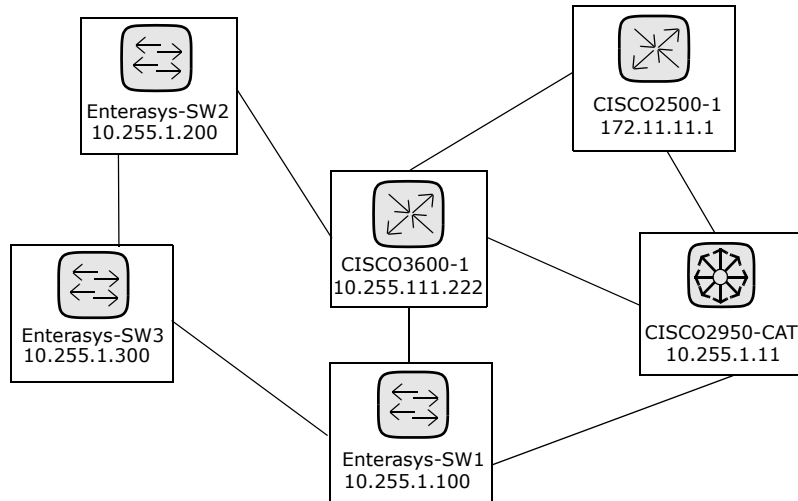 Enterasys-SW2
10.255.1.200
CISCO2500-1
172.11.11.1
CISCO3600-1
10.255.111.222
Enterasys-SW3
10.255.1.300
CISCO2950-CAT
10.255.1.11
Enterasys-SW1
10.255.1.100